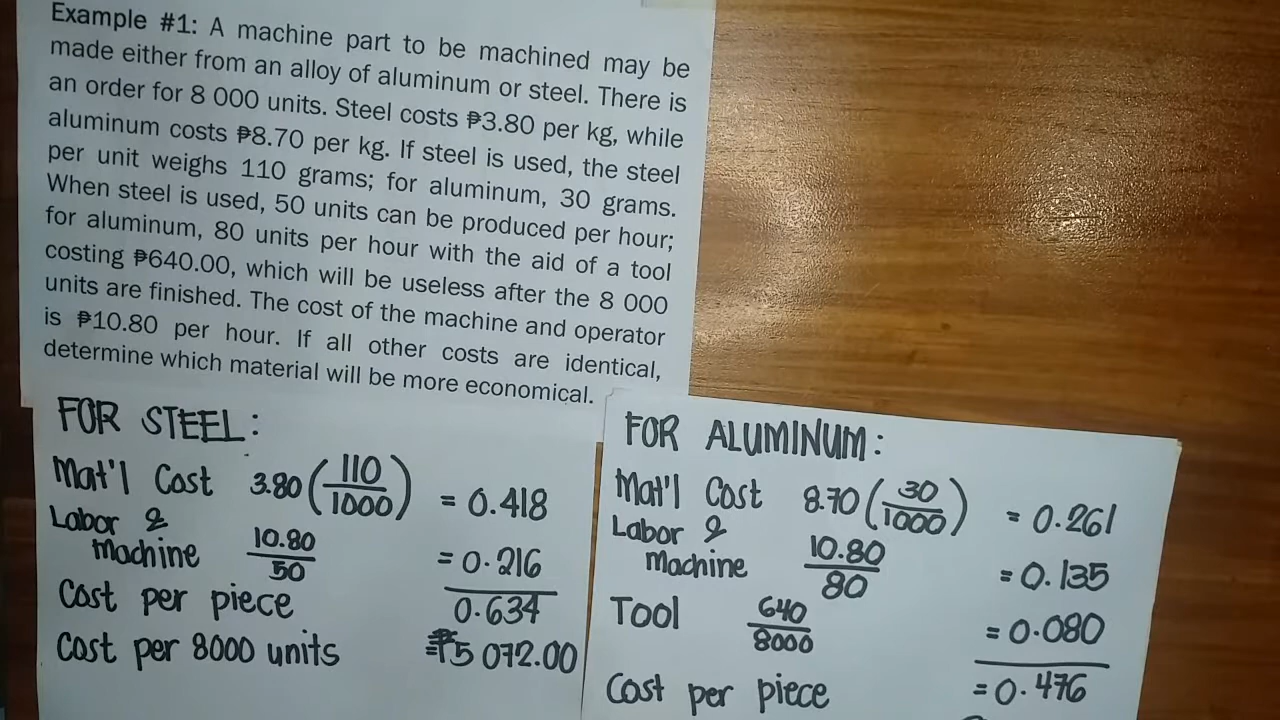 Example #1: A machine part to be machined may be
made either from an alloy of aluminum or steel. There is
an order for 8 000 units. Steel costs ₱3.80 per kg, while
aluminum costs ₱8.70 per kg. If steel is used, the steel
per unit weighs 110 grams; for aluminum, 30 grams.
When steel is used, 50 units can be produced per hour;
for aluminum, 80 units per hour with the aid of a tool
costing ₱640.00, which will be useless after the 8 000
units are finished. The cost of the machine and operator
is ₱10.80 per hour. If all other costs are identical,
determine which material will be more economical.
FOR STEEL:
Mat'l Cost 3.80(110/1000) = 0.418
Labor &
Machine 10.80/50 = 0.216
Cost per piece 0.634
Cost per 8000 units =₱5 072.00
FOR ALUMINUM:
Mat'l Cost 8.70(30/1000) = 0.261
Labor &
Machine 10.80/80 = 0.135
Tool 640/8000 = 0.080
Cost per piece = 0.476